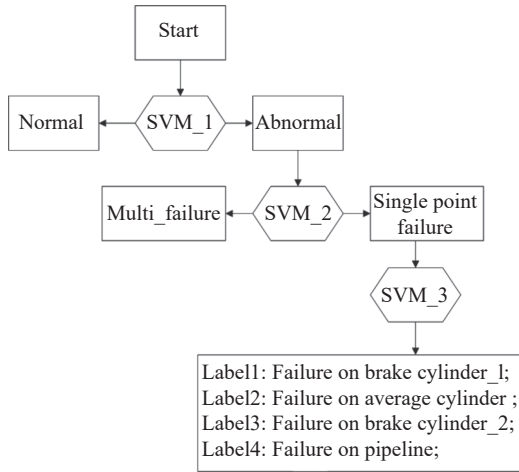 Start
Normal
SVM_1
Abnormal
Multi_failure
SVM_2
Single point
failure
SVM_3
Label1: Failure on brake cylinder_l;
Label2: Failure on average cylinder ;
Label3: Failure on brake cylinder_2;
Label4: Failure on pipeline;